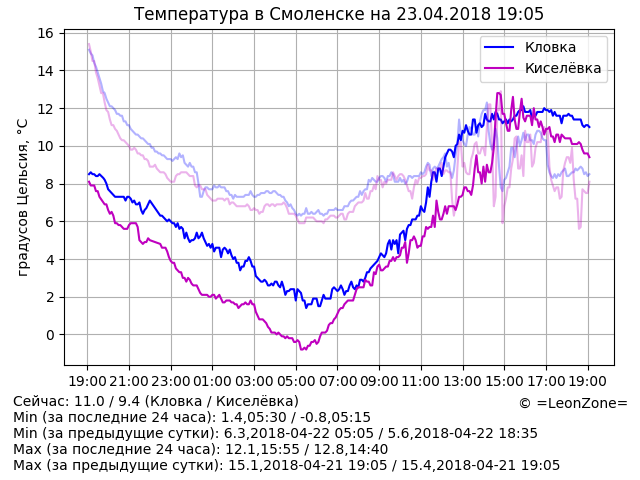 Температура в Смоленске на 23.04.2018 19:05
градусов Цельсия, °C
16
14
12
10
8
6
4
2
0
Кловка
Киселёвка
19:00 21:00 23:00 01:00 03:00 05:00 07:00 09:00 11:00 13:00 15:00 17:00 19:00
Сейчас: 11.0 / 9.4 (Кловка / Киселёвка)
© =LeonZone=
Min (за последние 24 часа): 1.4,05:30 / -0.8,05:15
Min (за предыдущие сутки): 6.3,2018-04-22 05:05 / 5.6,2018-04-22 18:35
Max (за последние 24 часа): 12.1,15:55 / 12.8,14:40
Max (за предыдущие сутки): 15.1,2018-04-21 19:05 / 15.4,2018-04-21 19:05